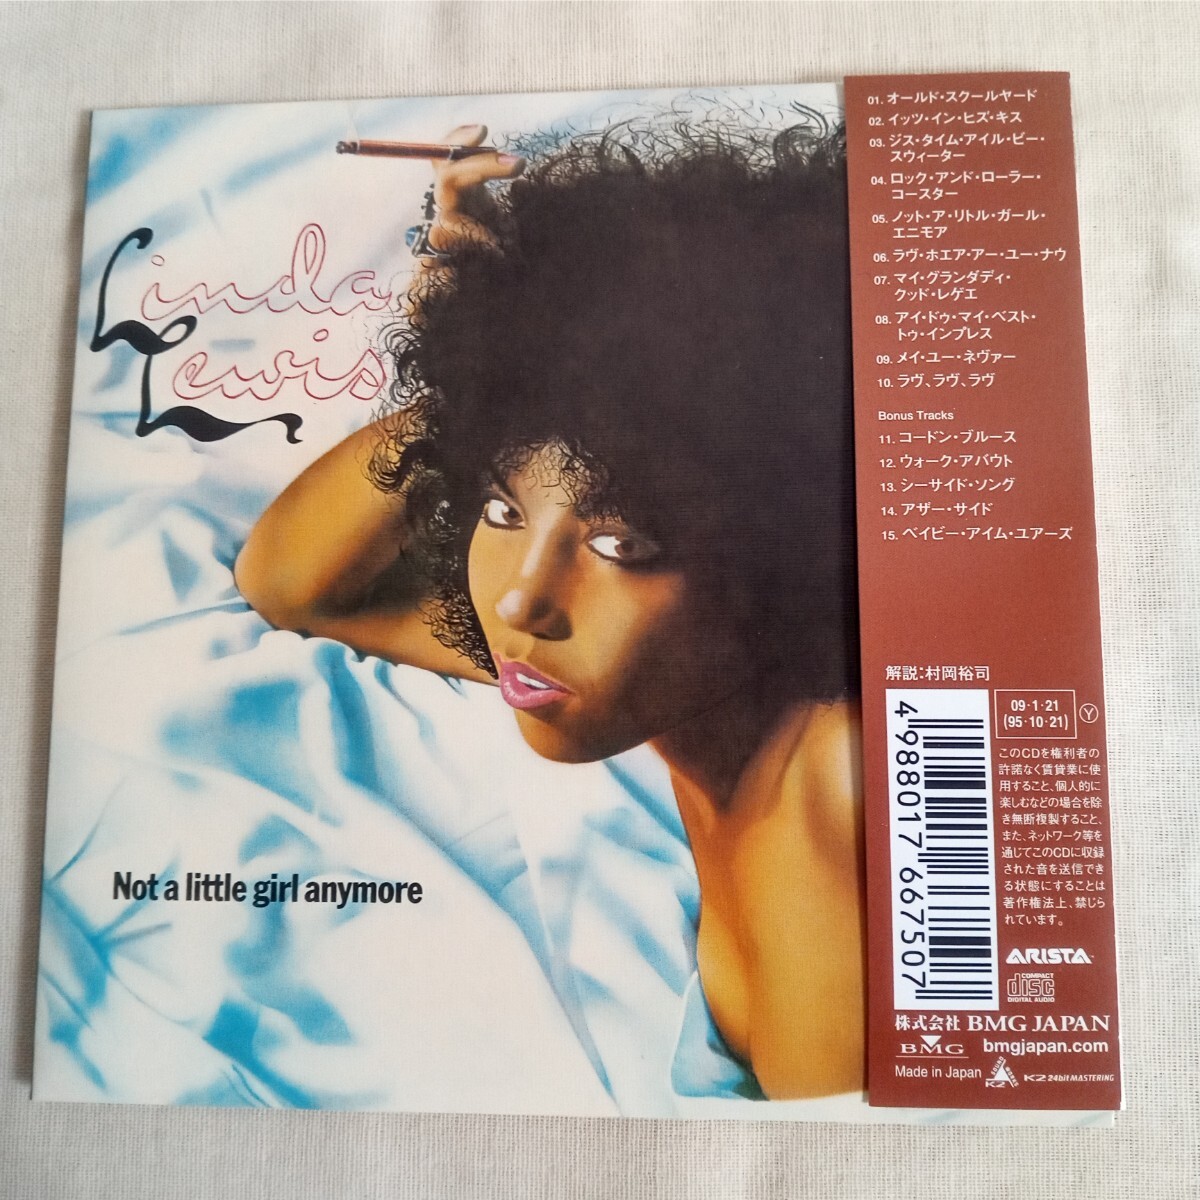 Linda
Lewis
Not a little girl anymore
01. オールド・スクールヤード
02. イッツ・イン・ヒズ・キス
03. ジス・タイム・アイル・ビー・
スウィーター
04. ロック・アンド・ローラー・
コースター
05. ノット・ア・リトル・ガール・
エニモア
06. ラヴ・ホエア・アー・ユー・ナウ
07. マイ・グランダディ・
クッド・レゲエ
08. アイ・ドゥ・マイ・ベスト・
トゥ・インプレス
09. メイ・ユー・ネヴァー
10. ラヴ、ラヴ、ラヴ
Bonus Tracks
11. コードン・ブルース
12. ウォーク・アバウト
13. シーサイド・ソング
14. アザー・サイド
15. ベイビー・アイム・ユアーズ
解説:村岡裕司
4988017667507
09・1・21
(95・10・21)
Y
このCDを権利者の
許諾なく賃貸業に使
用すること、個人的に
楽しむなどの場合を除
き無断複製すること、
また、ネットワーク等を
通じてこのCDに収録
された音を送信でき
る状態にすることは
著作権法上、禁じら
れています。
ARISTA
COMPACT
disc
DIGITAL AUDIO
株式会社 BMG JAPAN
BMG bmgjapan.com
Made in Japan
K2 24bit MASTERING